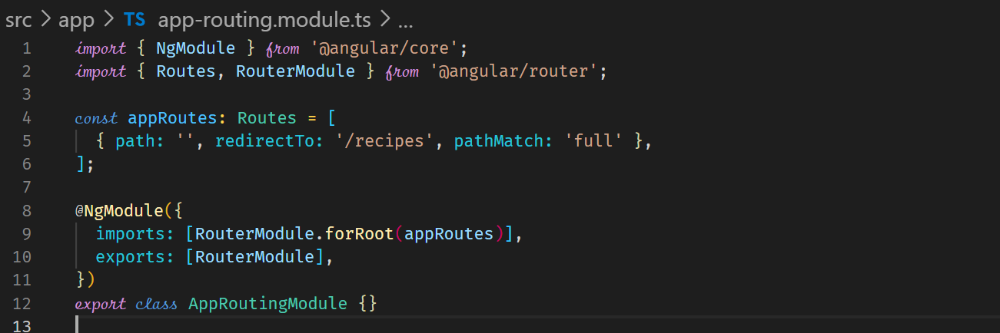 src > app > TS app-routing.module.ts > ...
1 import { NgModule } from '@angular/core';
2 import { Routes, RouterModule } from '@angular/router';
3
4 const appRoutes: Routes = [
5 { path: '', redirectTo: '/recipes', pathMatch: 'full' },
6 ];
7
8 @NgModule({
9 imports: [RouterModule.forRoot(appRoutes)],
10 exports: [RouterModule],
11 })
12 export class AppRoutingModule {}
13